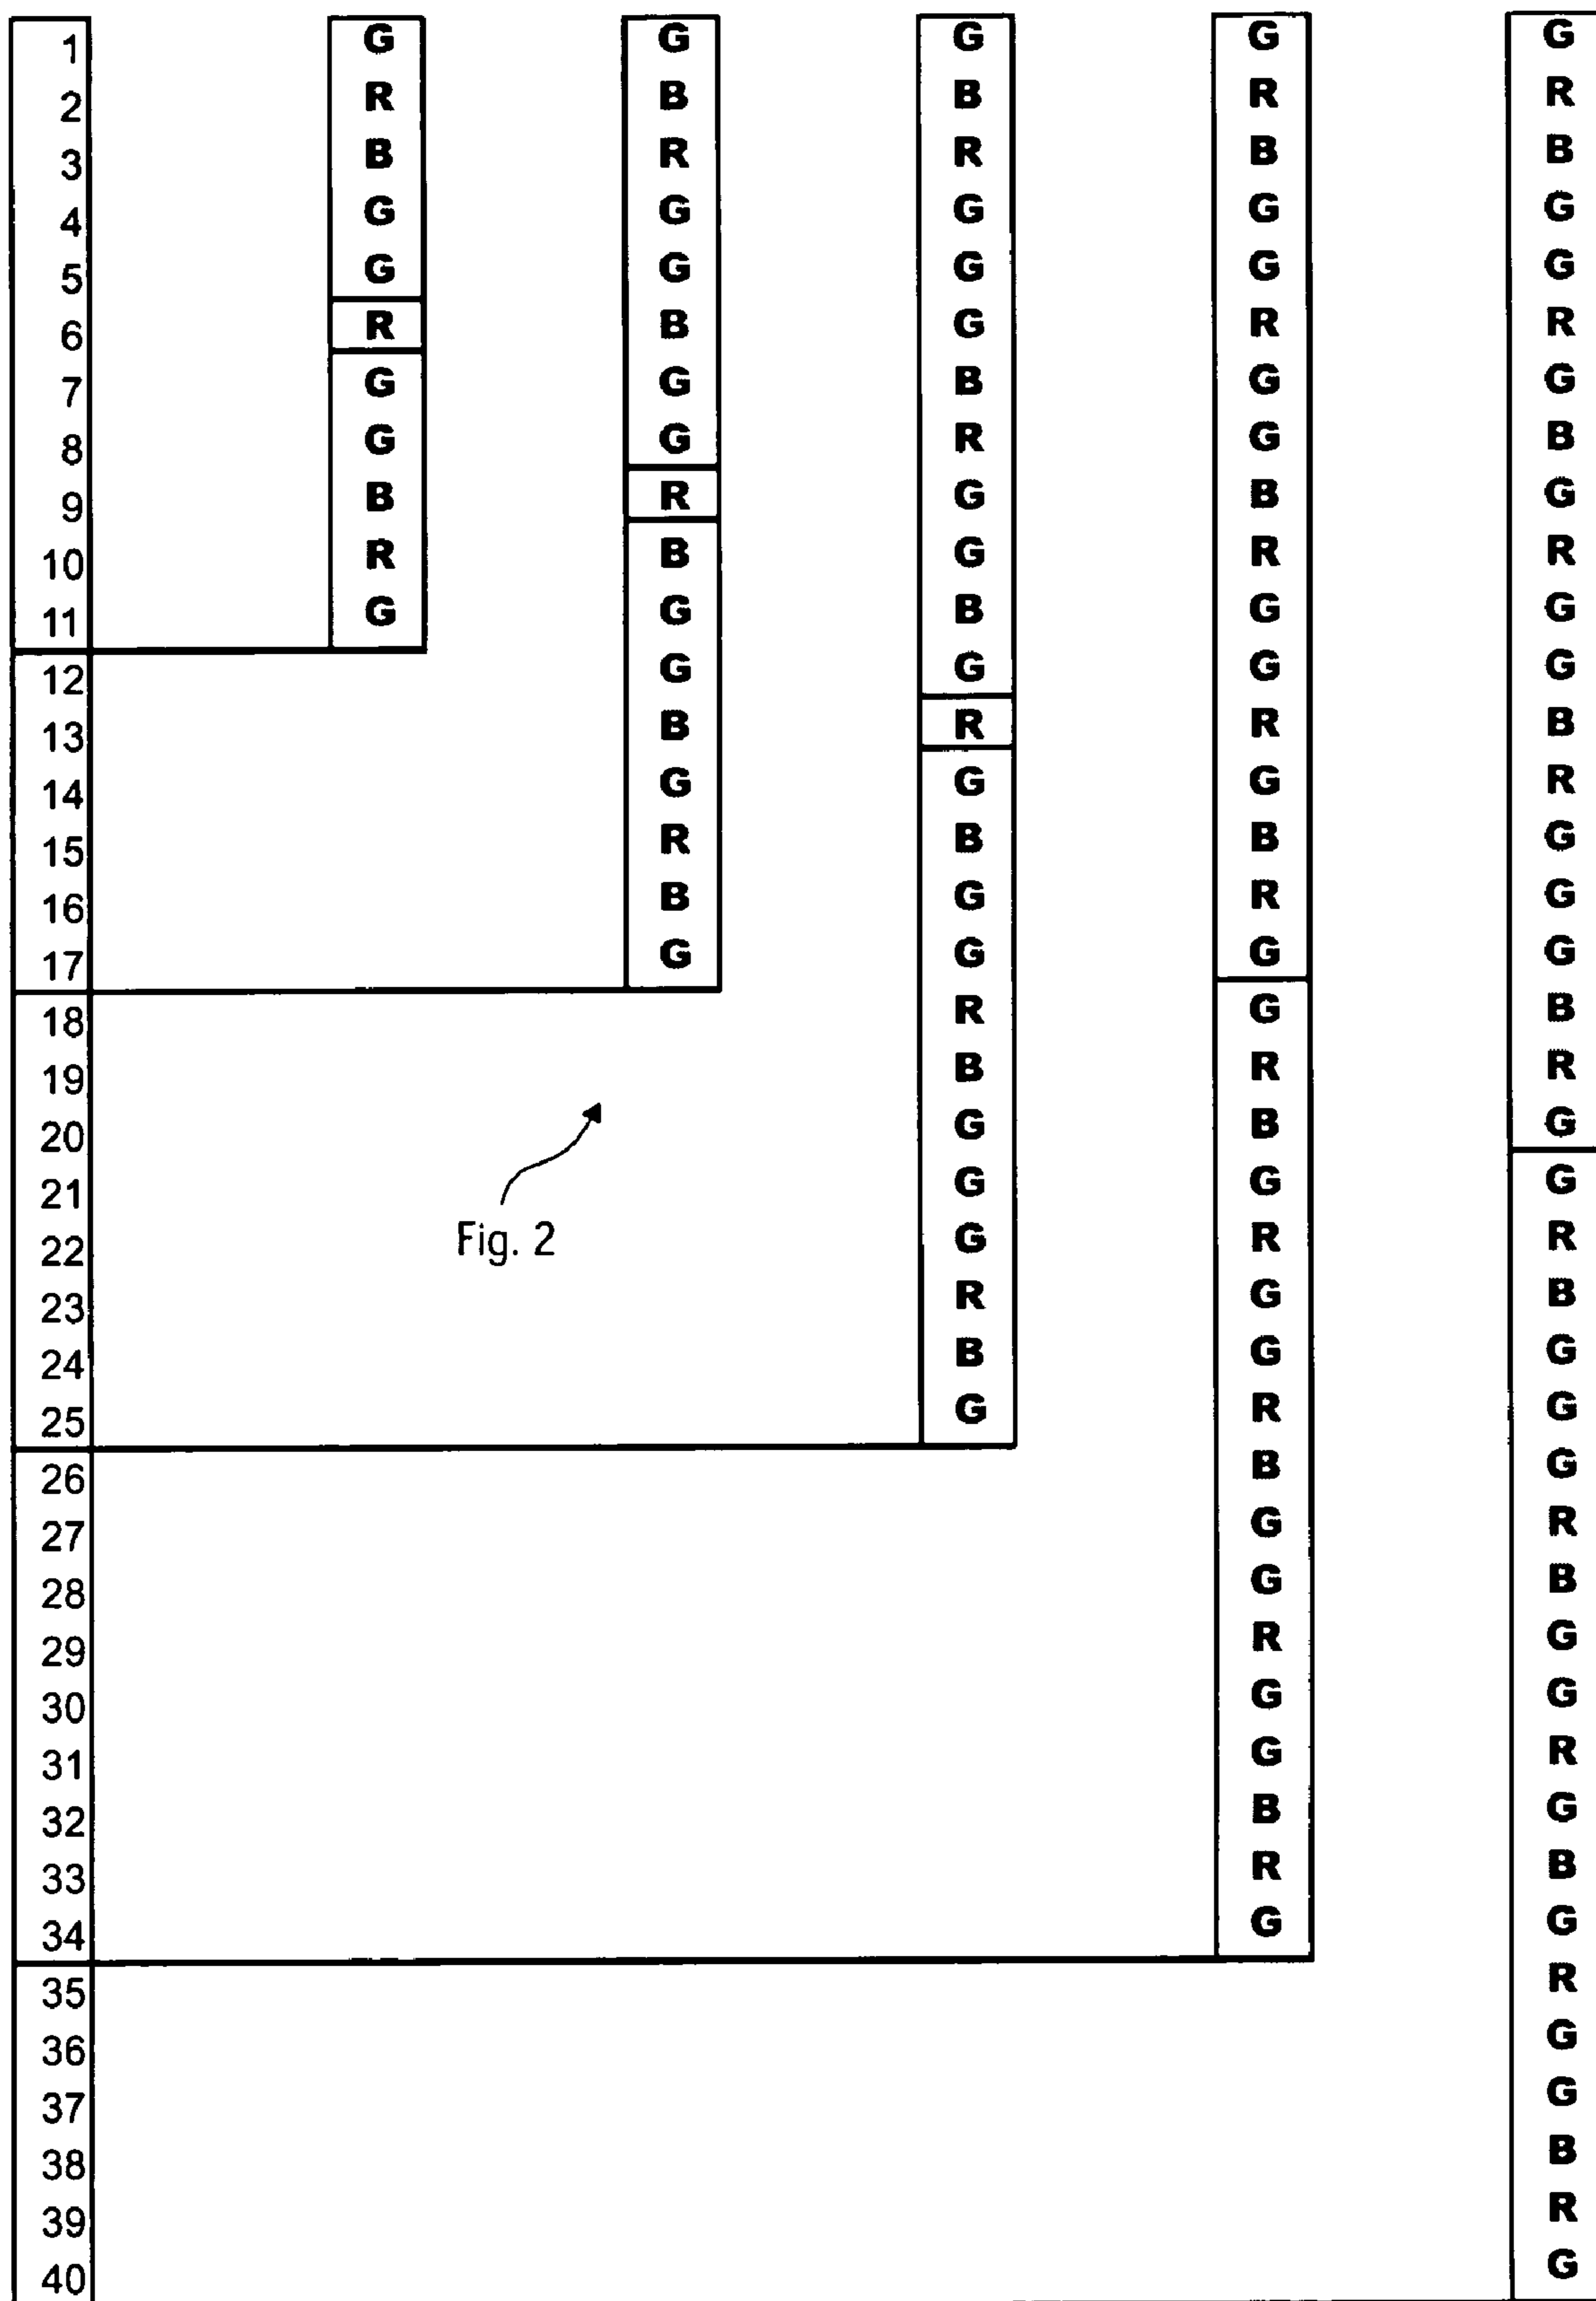 1 G G G G G
2 R B B R R
3 B R R B B
4 G G G G G
5 G G G G G
6 R B G R R
7 G G B G G
8 G G R G B
9 B R G B G
10 R B G R R
11 G G B G G
12 G G G G
13 B R R B
14 G G G R
15 R B B G
16 B G R G
17 G G G G
18 R G B
19 B R R
20 G B G
21 G G G
22 G R R
23 R G B
24 B G G
25 G R G
26 B G
27 G R
28 G B
29 R G
30 G G
31 G R
32 B G
33 R B
34 G G
35 R
36 G
37 G
38 B
39 R
40 G
Fig. 2